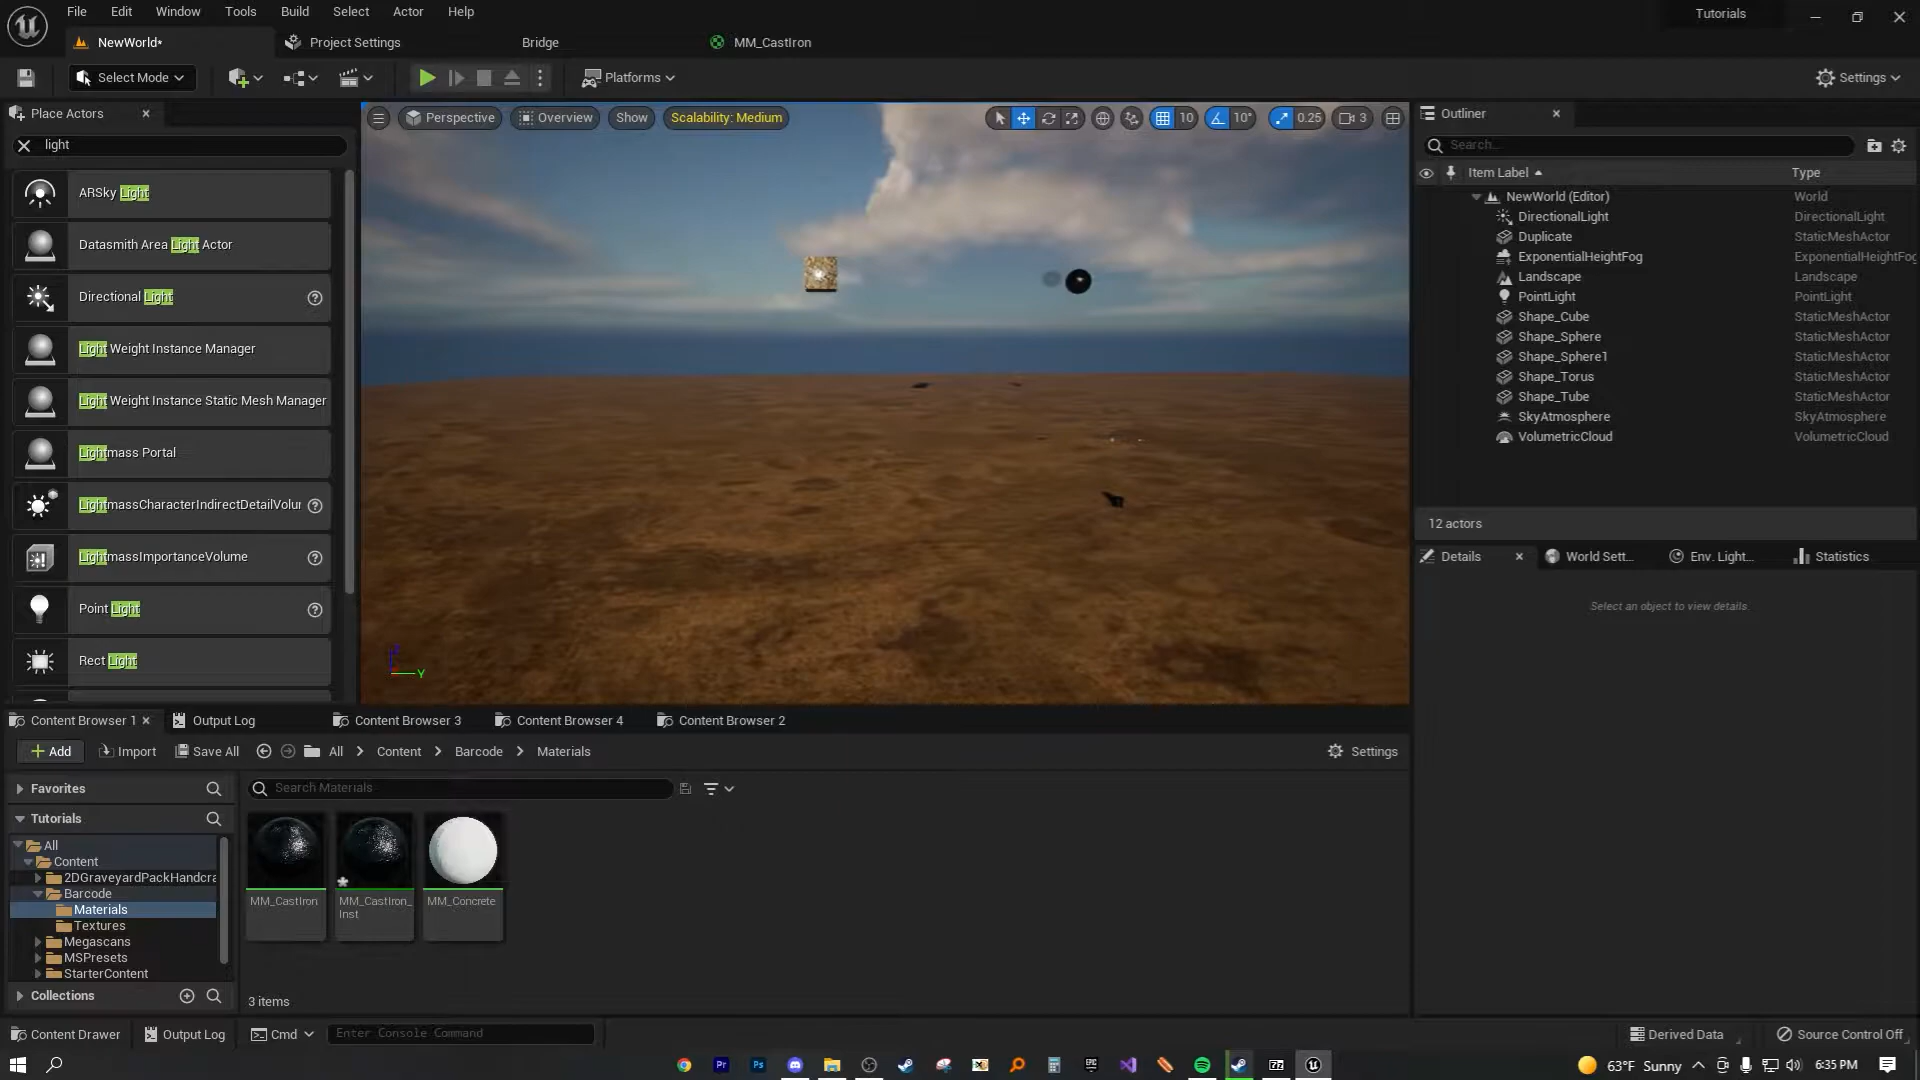 File Edit Window Tools Build Select Actor Help
Tutorials
NewWorld*
Project Settings
Bridge
MM_CastIron
Select Mode
Platforms
Settings
Place Actors
light
ARSky Light
Datasmith Area Light Actor
Directional Light
Light Weight Instance Manager
Light Weight Instance Static Mesh Manager
Lightmass Portal
LightmassCharacterIndirectDetailVolu
LightmassImportanceVolume
Point Light
Rect Light
Perspective
Overview
Show
Scalability: Medium
10
10°
0.25
3
Y
Outliner
Search...
Item Label
Type
NewWorld (Editor) World
DirectionalLight DirectionalLight
Duplicate StaticMeshActor
ExponentialHeightFog ExponentialHeightFog
Landscape Landscape
PointLight PointLight
Shape_Cube StaticMeshActor
Shape_Sphere StaticMeshActor
Shape_Sphere1 StaticMeshActor
Shape_Torus StaticMeshActor
Shape_Tube StaticMeshActor
SkyAtmosphere SkyAtmosphere
VolumetricCloud VolumetricCloud
12 actors
Details
World Sett...
Env. Light...
Statistics
Select an object to view details.
Content Browser 1
Output Log
Content Browser 3
Content Browser 4
Content Browser 2
Add
Import
Save All
All
Content
Barcode
Materials
Settings
Favorites
Search Materials
Tutorials
All
Content
2DGraveyardPackHandcra
Barcode
Materials
Textures
Megascans
MSPresets
StarterContent
Collections
MM_CastIron
MM_CastIron_
Inst
MM_Concrete
3 items
Content Drawer
Output Log
Cmd
Enter Console Command
Derived Data
Source Control Off
Pr
Ps
EPIC
63°F Sunny
6:35 PM